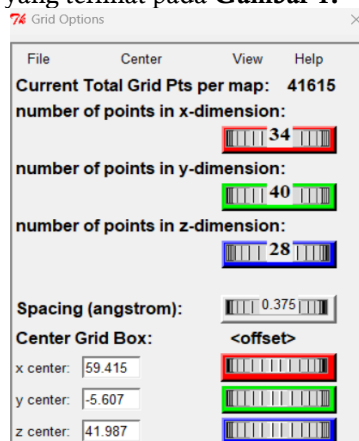 yang terlihat pada Gambar 1.
Grid Options
File Center View Help
Current Total Grid Pts per map: 41615
number of points in x-dimension:
34
number of points in y-dimension:
40
number of points in z-dimension:
28
Spacing (angstrom): 0.375
Center Grid Box: <offset>
x center: 59.415
y center: -5.607
z center: 41.987